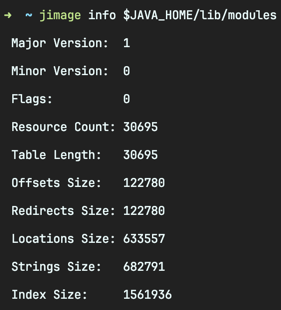 → ~ jimage info $JAVA_HOME/lib/modules
Major Version: 1
Minor Version: 0
Flags: 0
Resource Count: 30695
Table Length: 30695
Offsets Size: 122780
Redirects Size: 122780
Locations Size: 633557
Strings Size: 682791
Index Size: 1561936